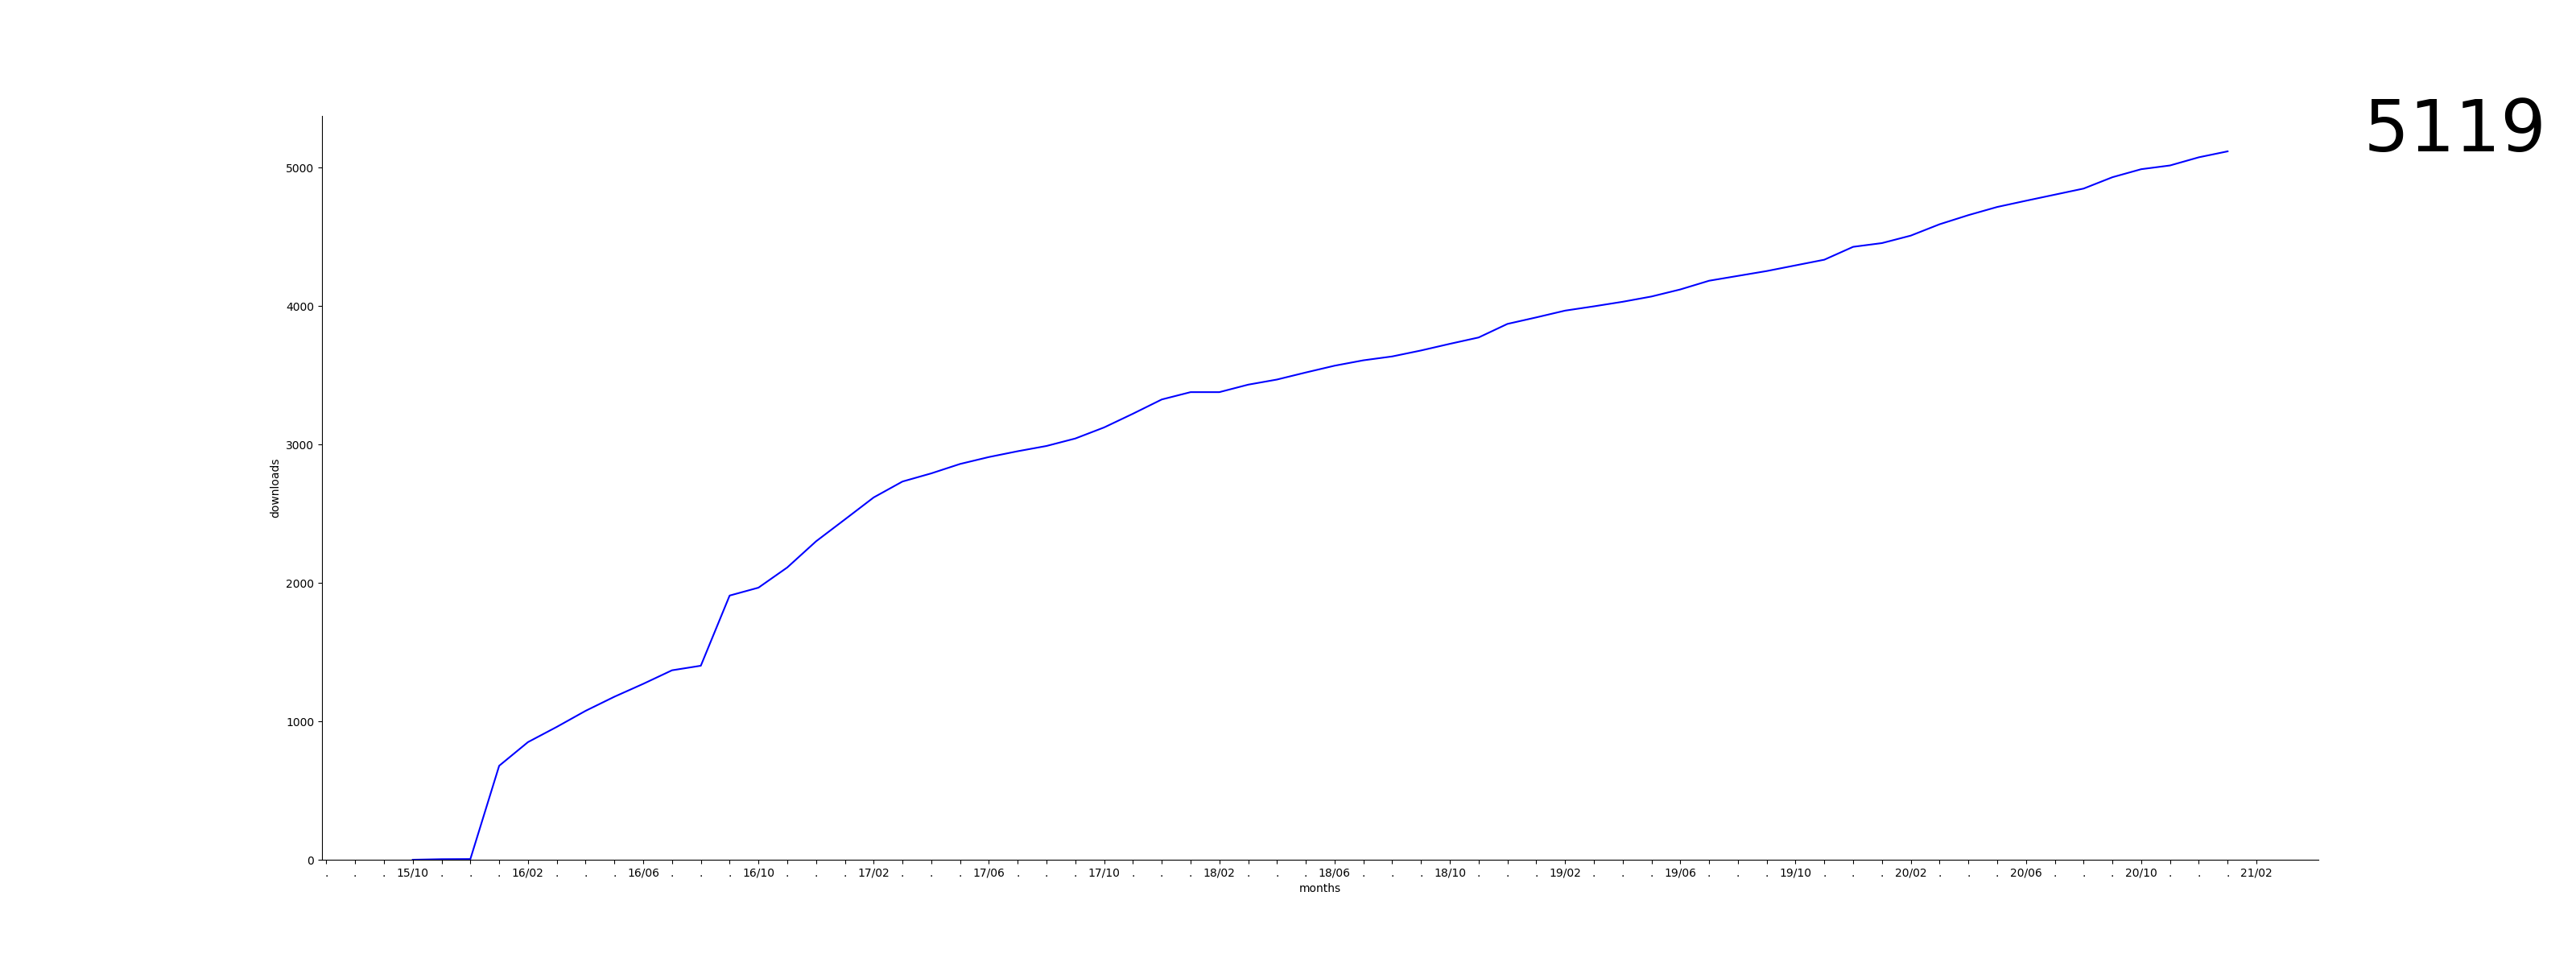 5119
5000
4000
3000
2000
1000
0
downloads
. . . 15/10 . . . 16/02 . . . 16/06 . . . 16/10 . . . 17/02 . . . 17/06 . . . 17/10 . . . 18/02 . . . 18/06 . . . 18/10 . . . 19/02 . . . 19/06 . . . 19/10 . . . 20/02 . . . 20/06 . . . 20/10 . . . 21/02
months